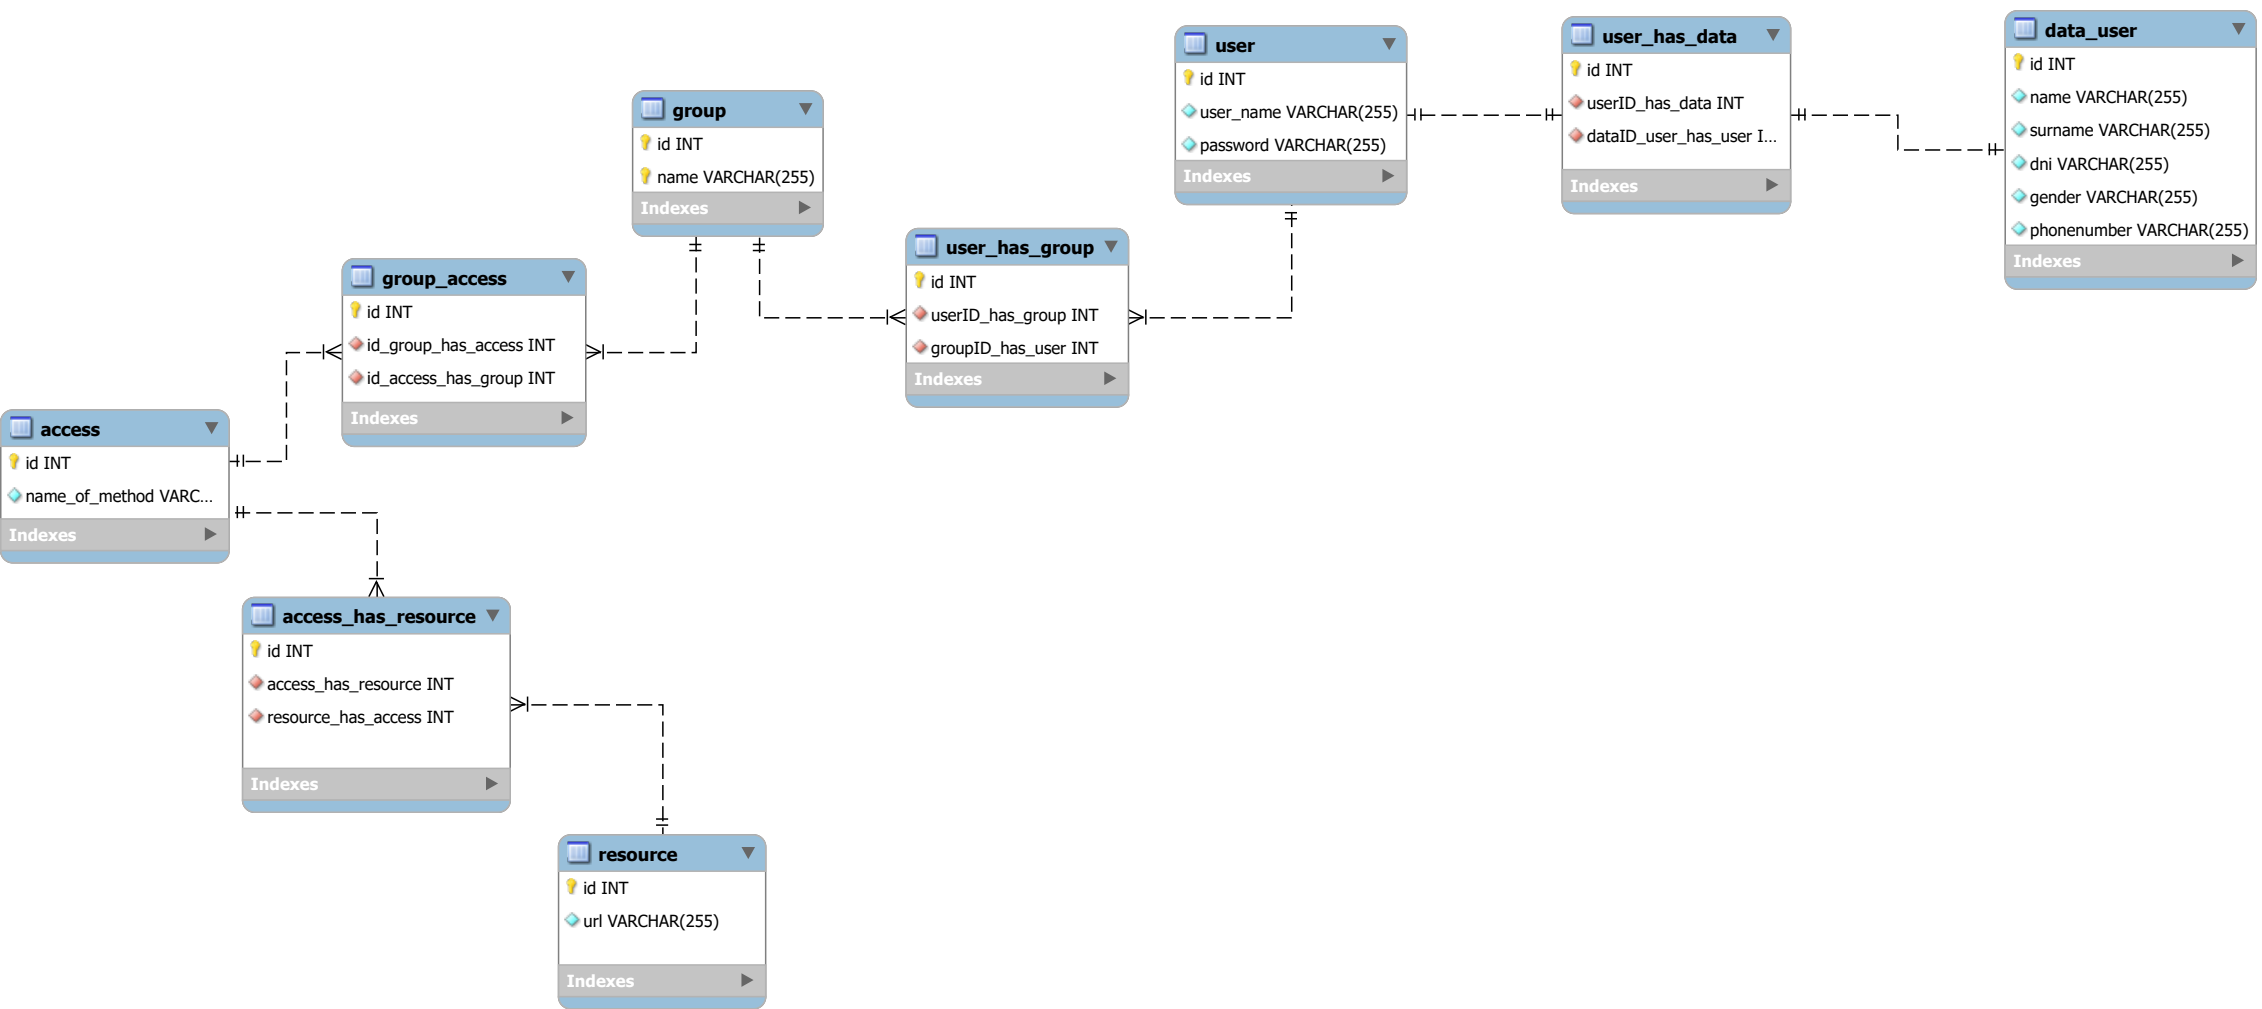 user
id INT
user_name VARCHAR(255)
password VARCHAR(255)
Indexes
user_has_data
id INT
userID_has_data INT
dataID_user_has_user I...
Indexes
data_user
id INT
name VARCHAR(255)
surname VARCHAR(255)
dni VARCHAR(255)
gender VARCHAR(255)
phonenumber VARCHAR(255)
Indexes
group
id INT
name VARCHAR(255)
Indexes
user_has_group
id INT
userID_has_group INT
groupID_has_user INT
Indexes
group_access
id INT
id_group_has_access INT
id_access_has_group INT
Indexes
access
id INT
name_of_method VARC...
Indexes
access_has_resource
id INT
access_has_resource INT
resource_has_access INT
Indexes
resource
id INT
url VARCHAR(255)
Indexes